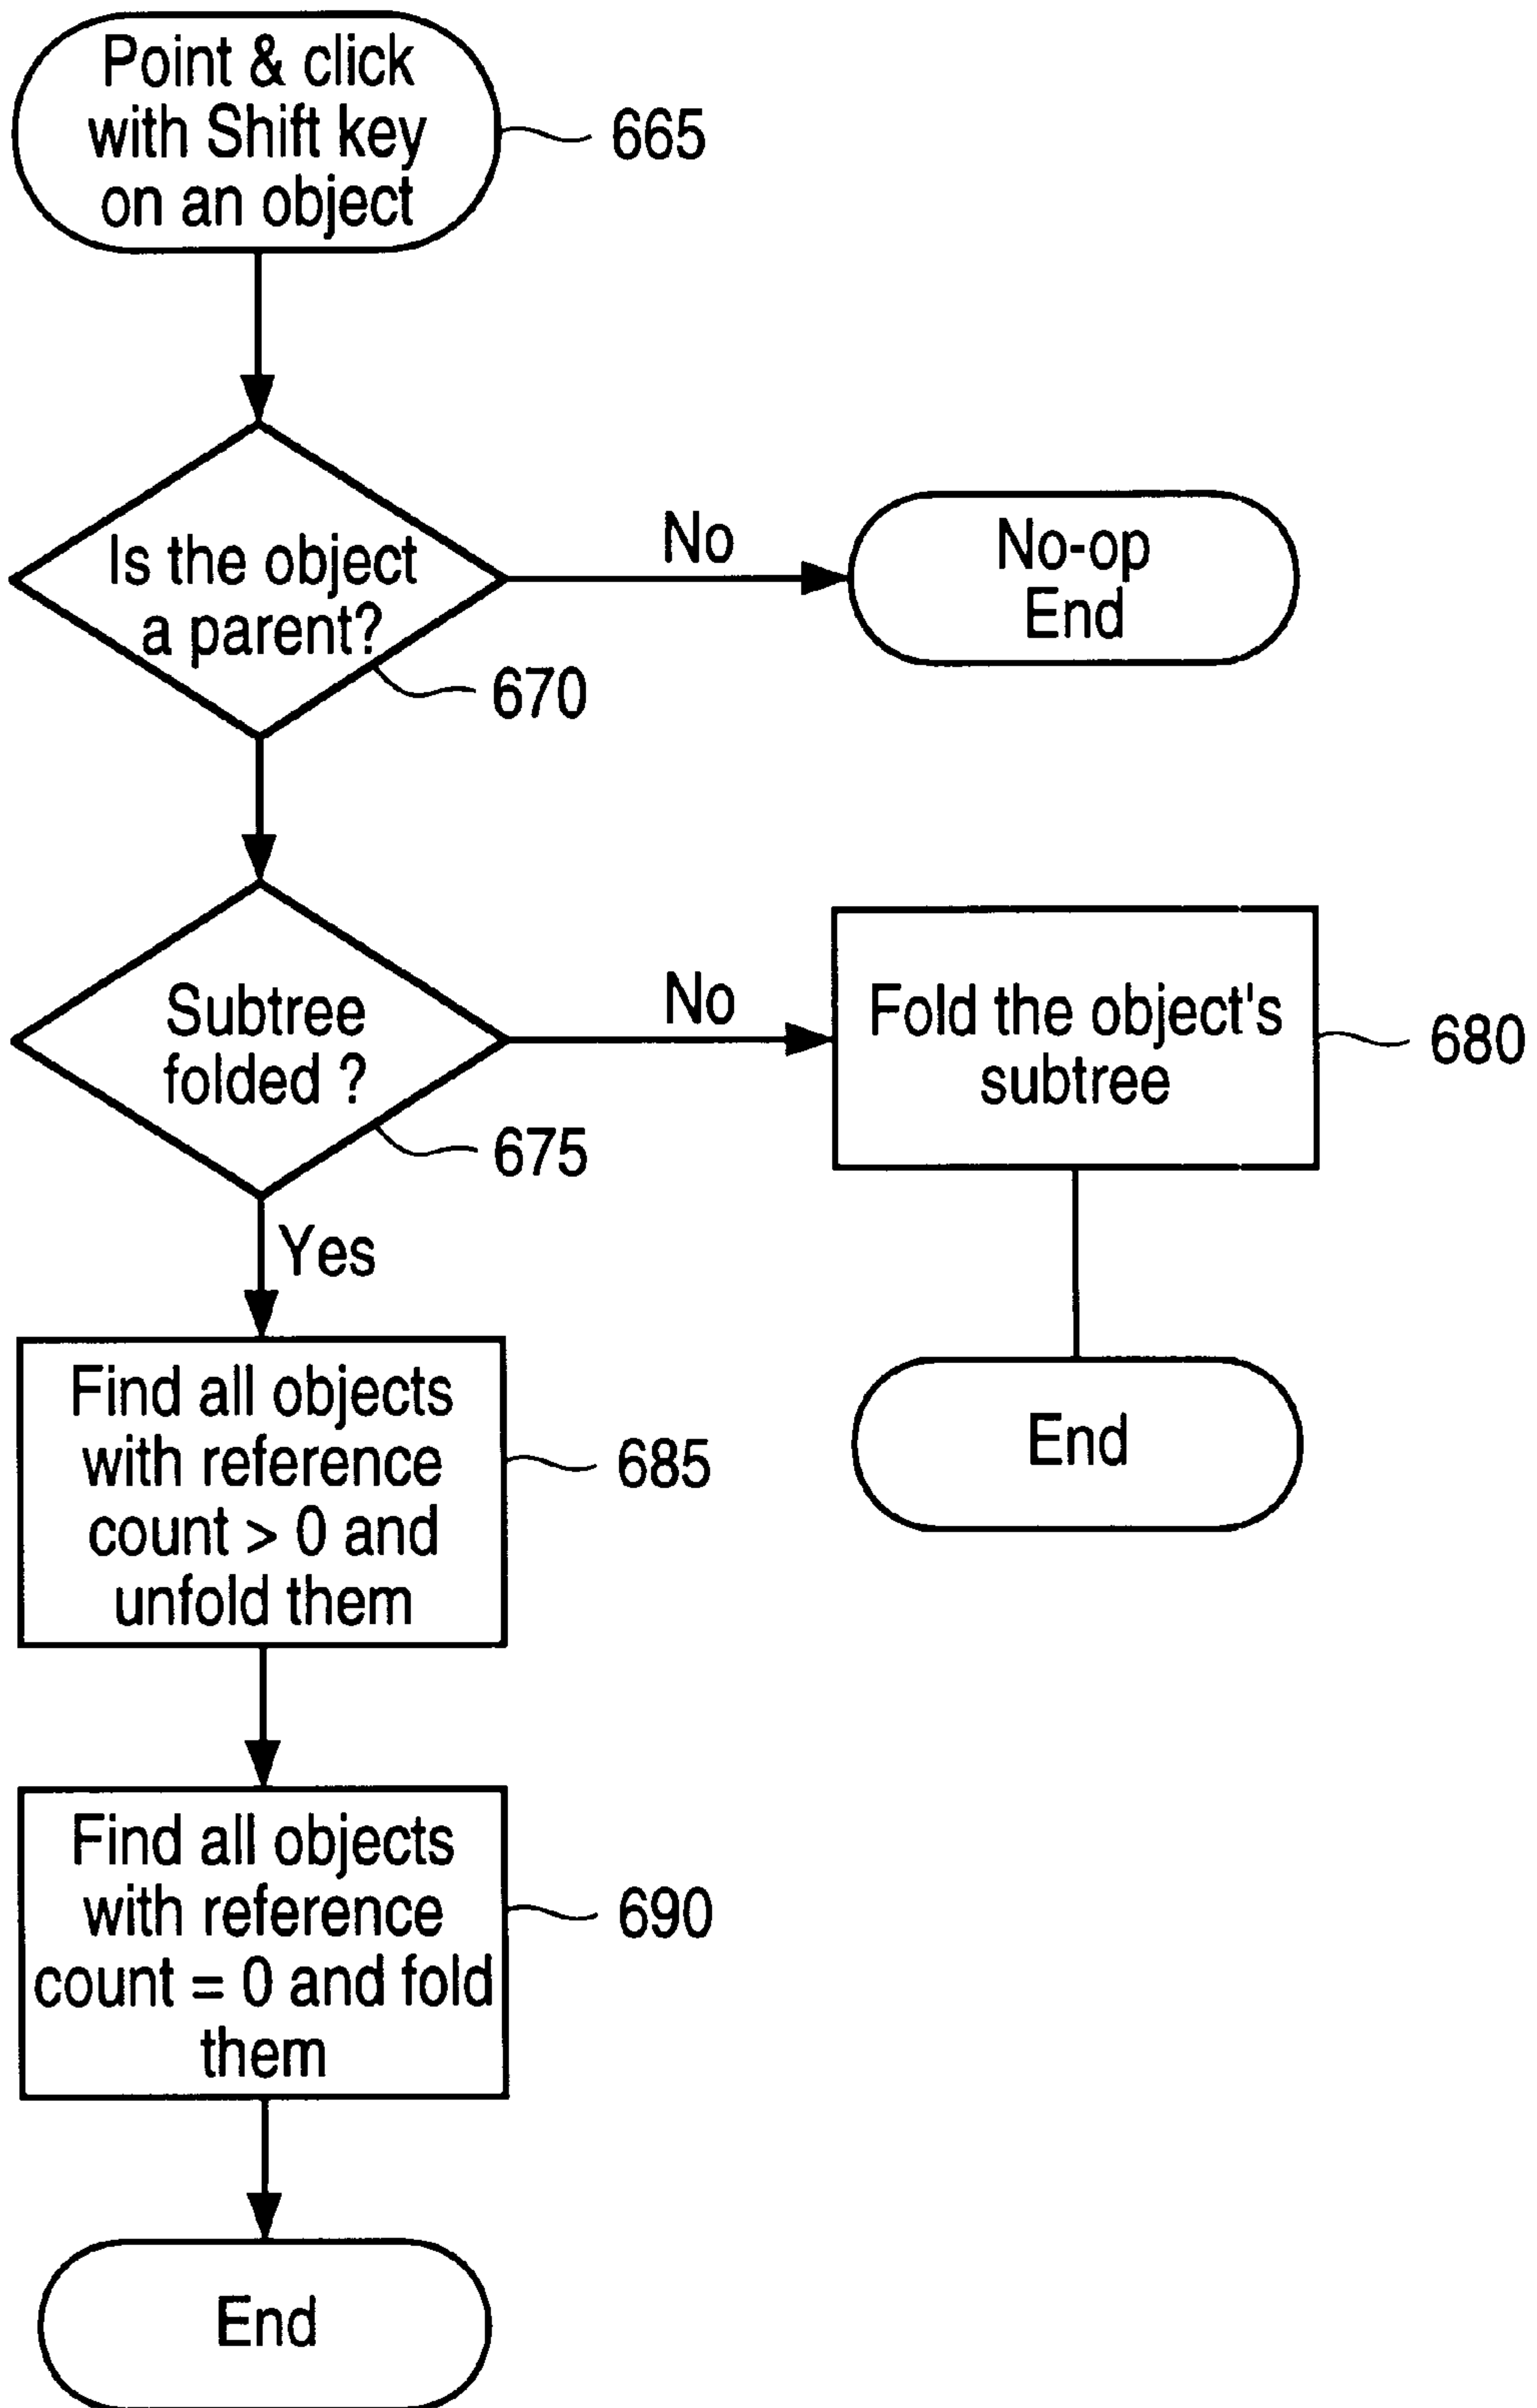 Point & click
with Shift key
on an object
665
Is the object
a parent?
670
No
No-op
End
Subtree
folded ?
675
No
Fold the object's
subtree
680
End
Yes
Find all objects
with reference
count > 0 and
unfold them
685
Find all objects
with reference
count = 0 and fold
them
690
End